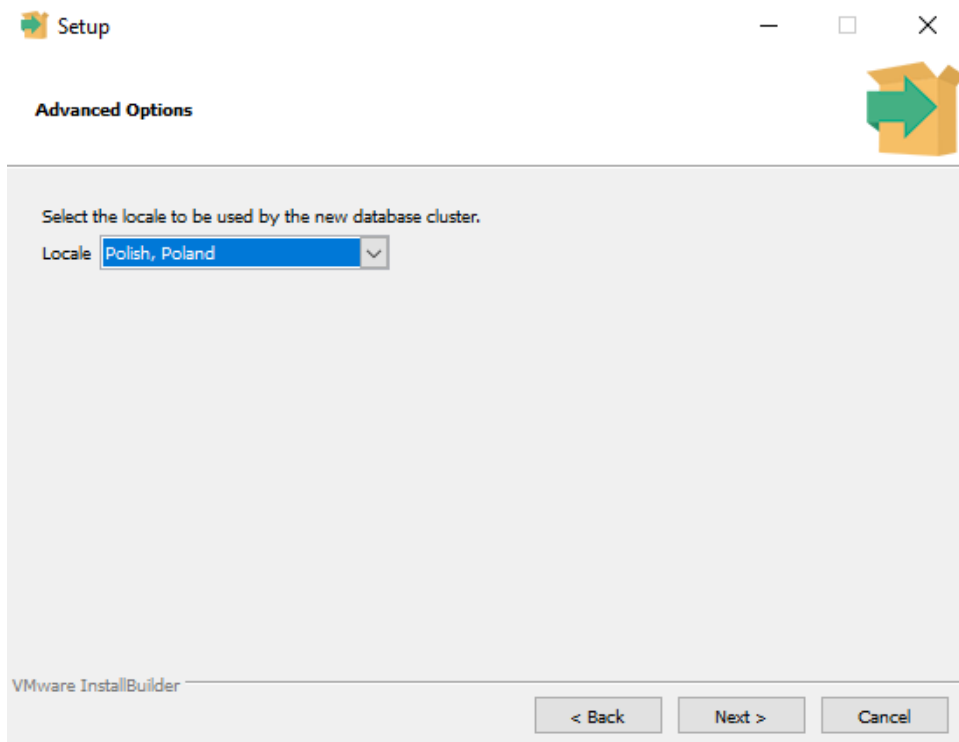 Setup
Advanced Options
Select the locale to be used by the new database cluster.
Locale Polish, Poland
VMware InstallBuilder
< Back Next > Cancel